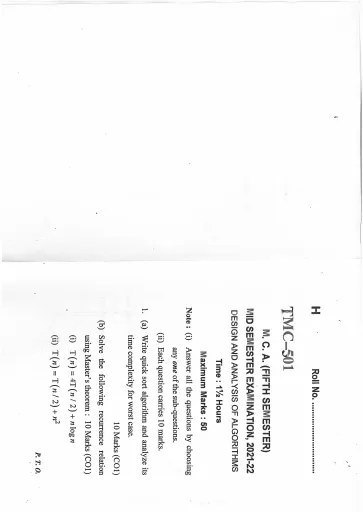 H
Roll No. ..............................
TMC–501
M. C. A. (FIFTH SEMESTER)
MID SEMESTER EXAMINATION, 2021-22
DESIGN AND ANALYSIS OF ALGORITHMS
Time : 1½ Hours
Maximum Marks : 50
Note : (i) Answer all the questions by choosing
any one of the sub-questions.
(ii) Each question carries 10 marks.
1. (a) Write quick sort algorithm and analyze its
time complexity for worst case.
10 Marks (CO1)
(b) Solve the following recurrence relation
using Master's theorem : 10 Marks (CO1)
(i) T(n) = 4T(n / 2) + n log n
(ii) T(n) = T(n / 2) + n²
P. T. O.